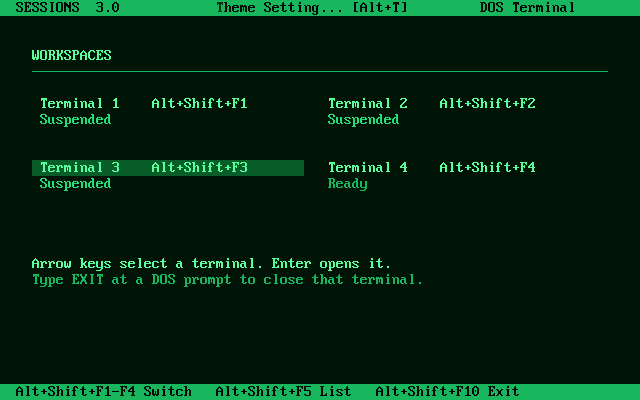 SESSIONS 3.0 Theme Setting... [Alt+T] DOS Terminal
WORKSPACES
Terminal 1 Alt+Shift+F1 Terminal 2 Alt+Shift+F2
Suspended Suspended
Terminal 3 Alt+Shift+F3 Terminal 4 Alt+Shift+F4
Suspended Ready
Arrow keys select a terminal. Enter opens it.
Type EXIT at a DOS prompt to close that terminal.
Alt+Shift+F1-F4 Switch Alt+Shift+F5 List Alt+Shift+F10 Exit